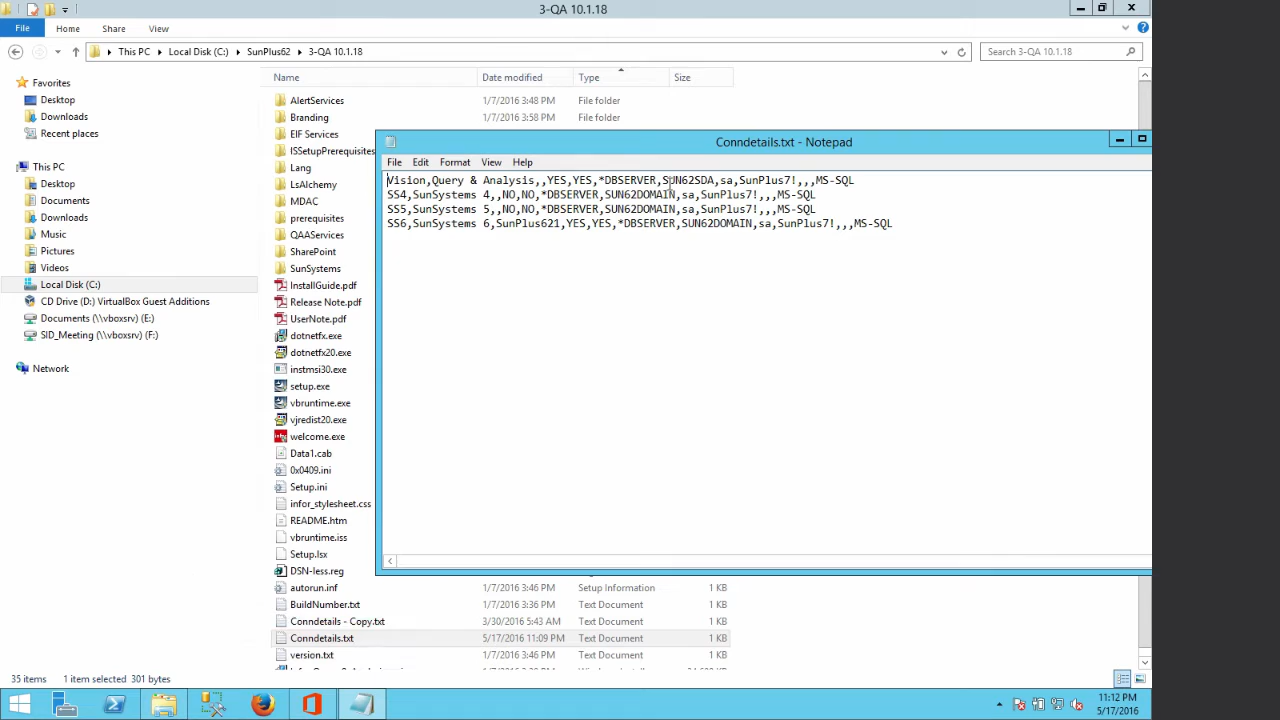 3-QA 10.1.18
File Home Share View
This PC Local Disk (C:) SunPlus62 3-QA 10.1.18
Search 3-QA 10.1.18
Favorites
Desktop
Downloads
Recent places
This PC
Desktop
Documents
Downloads
Music
Pictures
Videos
Local Disk (C:)
CD Drive (D:) VirtualBox Guest Additions
Documents (\\vboxsrv) (E:)
SID_Meeting (\\vboxsrv) (F:)
Network
Name Date modified Type Size
AlertServices 1/7/2016 3:48 PM File folder
Branding 1/7/2016 3:58 PM File folder
EIF Services
ISSetupPrerequisites
Lang
LsAlchemy
MDAC
prerequisites
QAAServices
SharePoint
SunSystems
InstallGuide.pdf
Release Note.pdf
UserNote.pdf
dotnetfx.exe
dotnetfx20.exe
instmsi30.exe
setup.exe
vbruntime.exe
vjredist20.exe
welcome.exe
Data1.cab
0x0409.ini
Setup.ini
infor_stylesheet.css
README.htm
vbruntime.iss
Setup.lsx
DSN-less.reg
autorun.inf 1/7/2016 3:46 PM Setup Information 1 KB
BuildNumber.txt 1/7/2016 3:36 PM Text Document 1 KB
Conndetails - Copy.txt 3/30/2016 5:43 AM Text Document 1 KB
Conndetails.txt 5/17/2016 11:09 PM Text Document 1 KB
version.txt 1/7/2016 3:46 PM Text Document 1 KB
Conndetails.txt - Notepad
File Edit Format View Help
Vision,Query & Analysis,,YES,YES,*DBSERVER,SUN62SDA,sa,SunPlus7!,,,MS-SQL
SS4,SunSystems 4,,NO,NO,*DBSERVER,SUN62DOMAIN,sa,SunPlus7!,,,MS-SQL
SS5,SunSystems 5,,NO,NO,*DBSERVER,SUN62DOMAIN,sa,SunPlus7!,,,MS-SQL
SS6,SunSystems 6,SunPlus621,YES,YES,*DBSERVER,SUN62DOMAIN,sa,SunPlus7!,,,MS-SQL
35 items 1 item selected 301 bytes
11:12 PM
5/17/2016